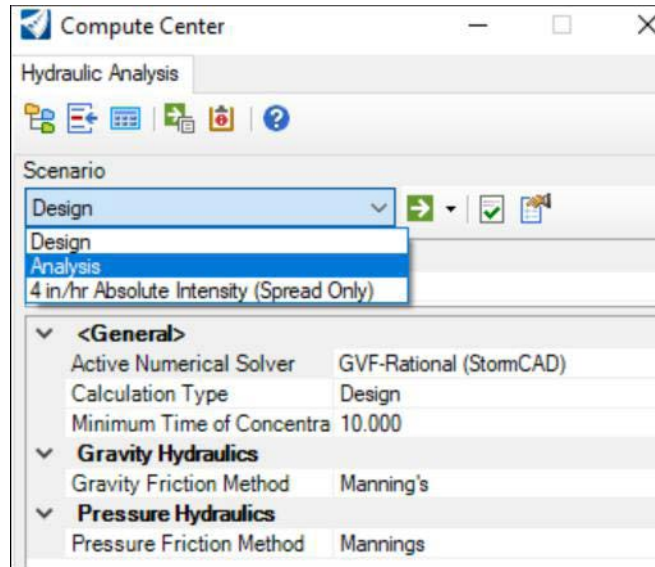 Compute Center
Hydraulic Analysis
Scenario
Design
Design
Analysis
4 in/hr Absolute Intensity (Spread Only)
<General>
Active Numerical Solver GVF-Rational (StormCAD)
Calculation Type Design
Minimum Time of Concentra 10.000
Gravity Hydraulics
Gravity Friction Method Manning's
Pressure Hydraulics
Pressure Friction Method Mannings